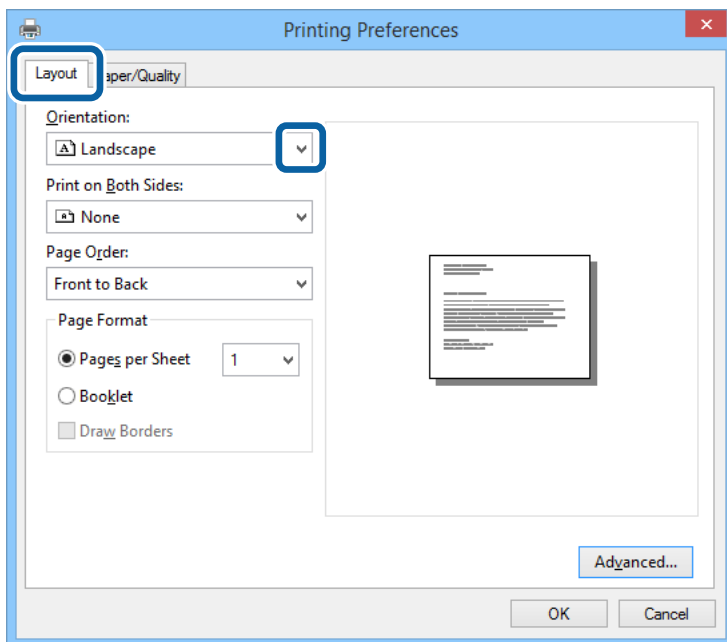 Printing Preferences
Layout
aper/Quality
Orientation:
Landscape
Print on Both Sides:
None
Page Order:
Front to Back
Page Format
Pages per Sheet 1
Booklet
Draw Borders
Advanced...
OK Cancel